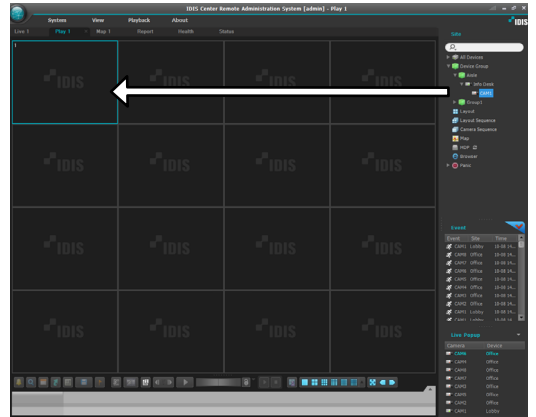 IDIS Center Remote Administration System [admin] - Play 1
System View Playback About
IDIS
Live 1 Play 1 Map 1 Report Health Status
Site
1
All Devices
Device Group
Info Desk
CAM1
Group1
Layout
Layout Sequence
Camera Sequence
Map
Browser
Panic
IDIS IDIS IDIS IDIS
IDIS IDIS IDIS IDIS
IDIS IDIS IDIS IDIS
IDIS IDIS IDIS IDIS
Event
Event Site Time
CAM1 Lobby
CAM8 Office
CAM7 Office
CAM6 Office
CAM5 Office
CAM4 Office
CAM3 Office
CAM2 Office
CAM1 Lobby
CAM1 Lobby
Live Popup
Camera Device
CAM6 Office
CAM4 Office
CAM8 Office
CAM7 Office
CAM3 Office
CAM5 Office
CAM2 Office
CAM1 Lobby